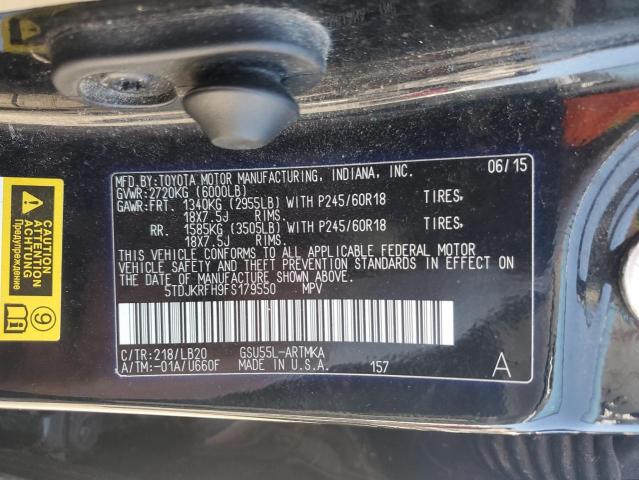 MFD.BY:TOYOTA MOTOR MANUFACTURING, INDIANA, INC. 06/15
GVWR:2720KG (6000LB)
GAWR:FRT. 1340KG (2955LB) WITH P245/60R18 TIRES,
18X7.5J RIMS.
RR. 1585KG (3505LB) WITH P245/60R18 TIRES,
18X7.5J RIMS.
THIS VEHICLE CONFORMS TO ALL APPLICABLE FEDERAL MOTOR
VEHICLE SAFETY AND THEFT PREVENTION STANDARDS IN EFFECT ON
THE DATE OF MANUFACTURE SHOWN ABOVE.
5TDJKRFH9FS179550 MPV
C/TR:218/LB20 GSU55L-ARTMKA
A/TM:-01A/U660F MADE IN U.S.A. 157 A
CAUTION
ATTENTION
ACHTUNG
Предупреждение
9